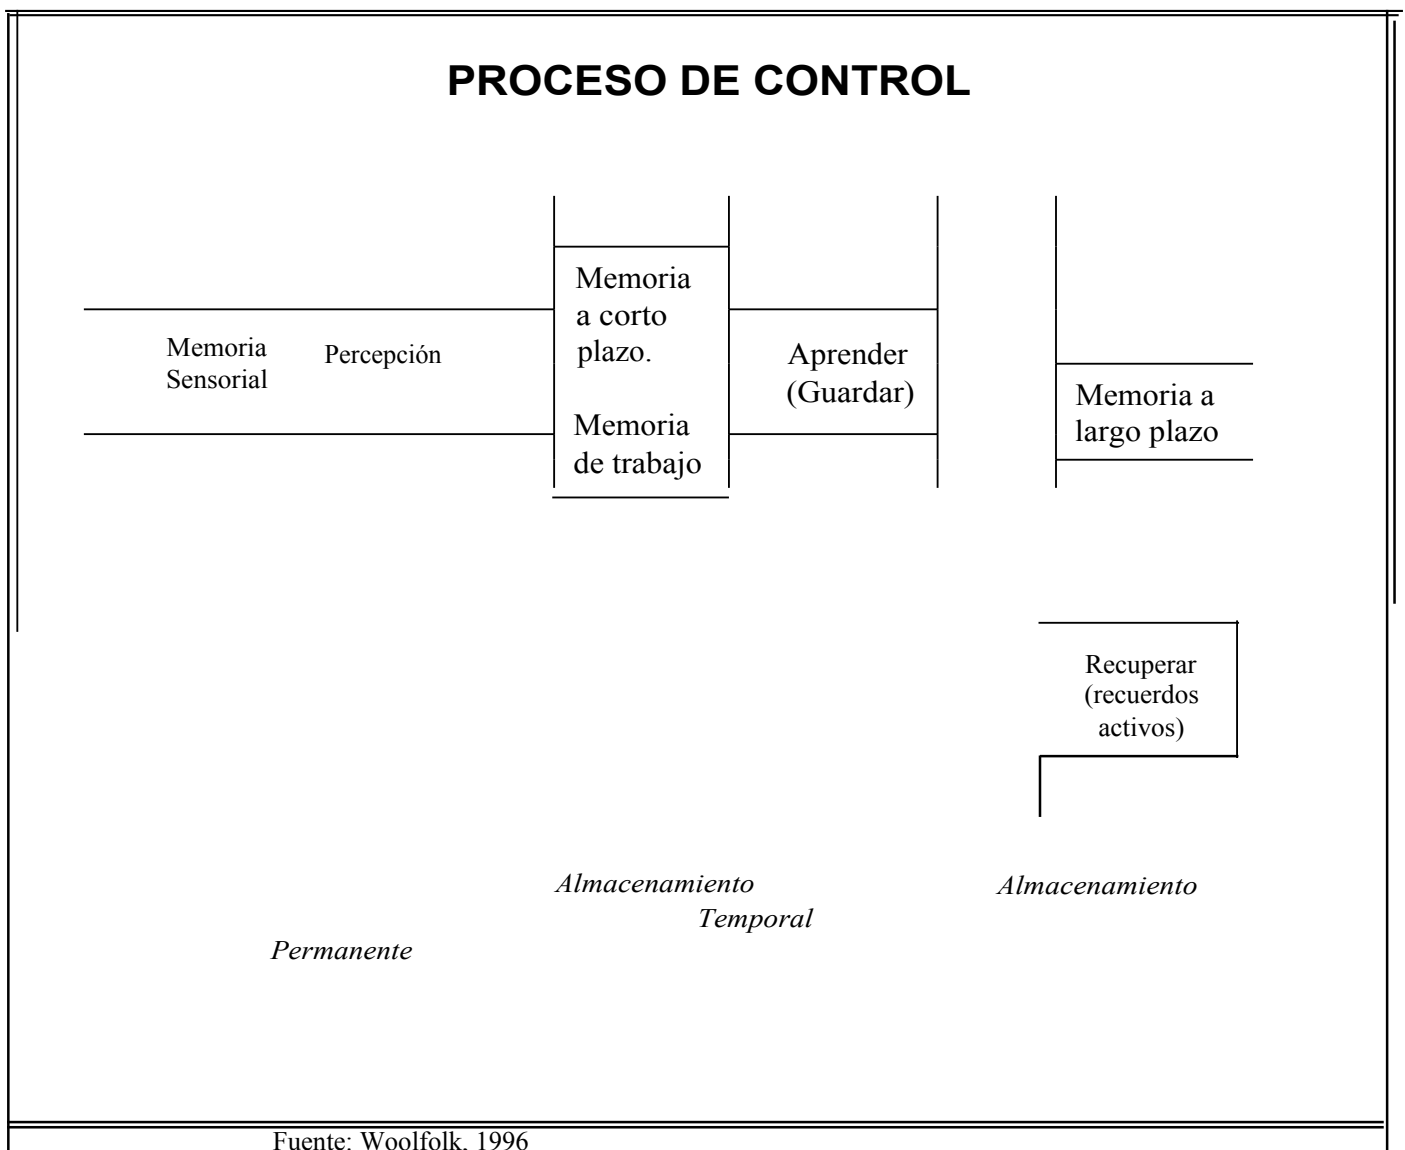 PROCESO DE CONTROL
Memoria
Sensorial
Percepción
Memoria
a corto
plazo.
Memoria
de trabajo
Aprender
(Guardar)
Memoria a
largo plazo
Recuperar
(recuerdos
activos)
Almacenamiento
Almacenamiento
Temporal
Permanente
Fuente: Woolfolk, 1996